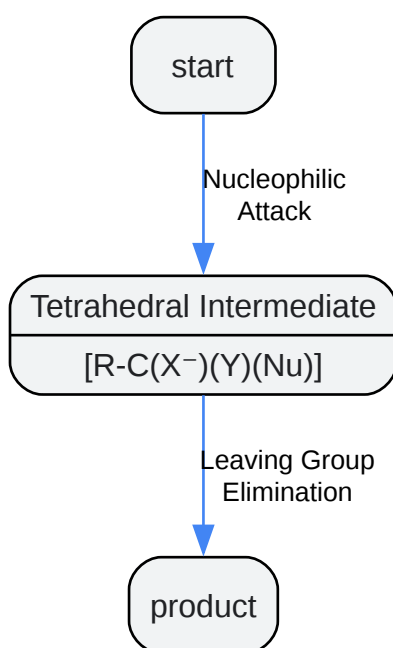 start
Nucleophilic
Attack
Tetrahedral Intermediate
[R-C(X⁻)(Y)(Nu)]
Leaving Group
Elimination
product